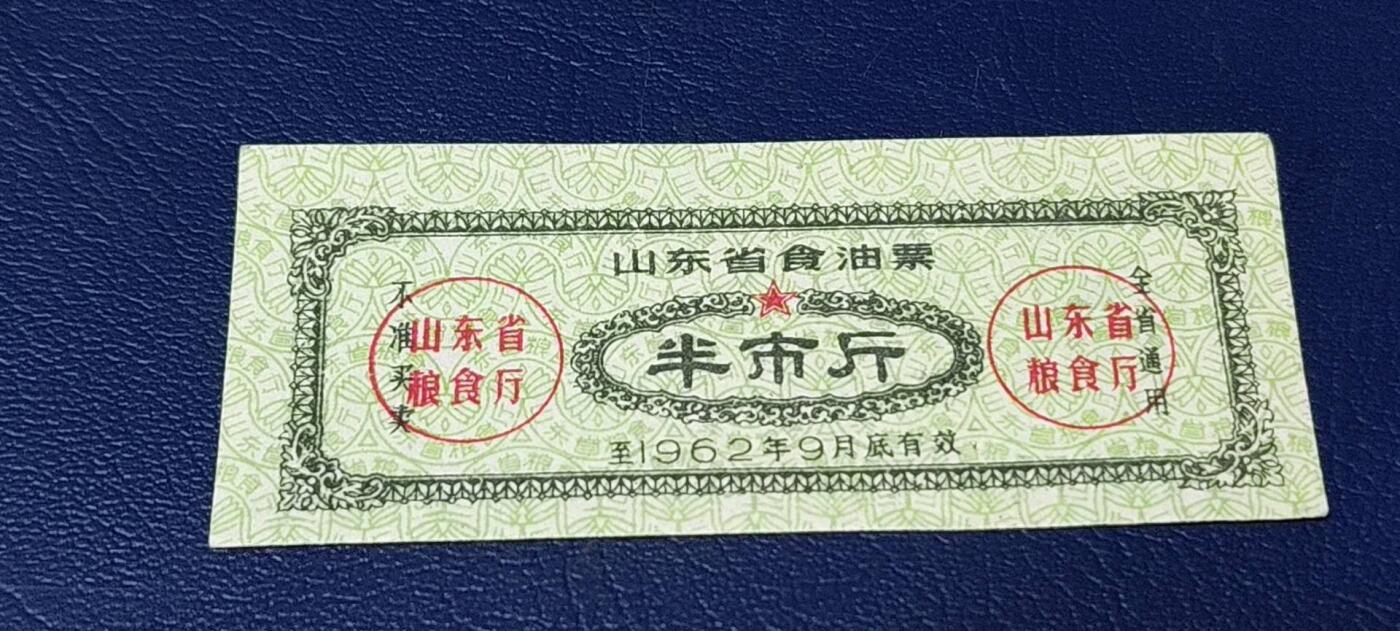 山东省食油票
不准买卖
山东省
粮食厅
半市斤
山东省
粮食厅
全省通用
至1962年9月底有效